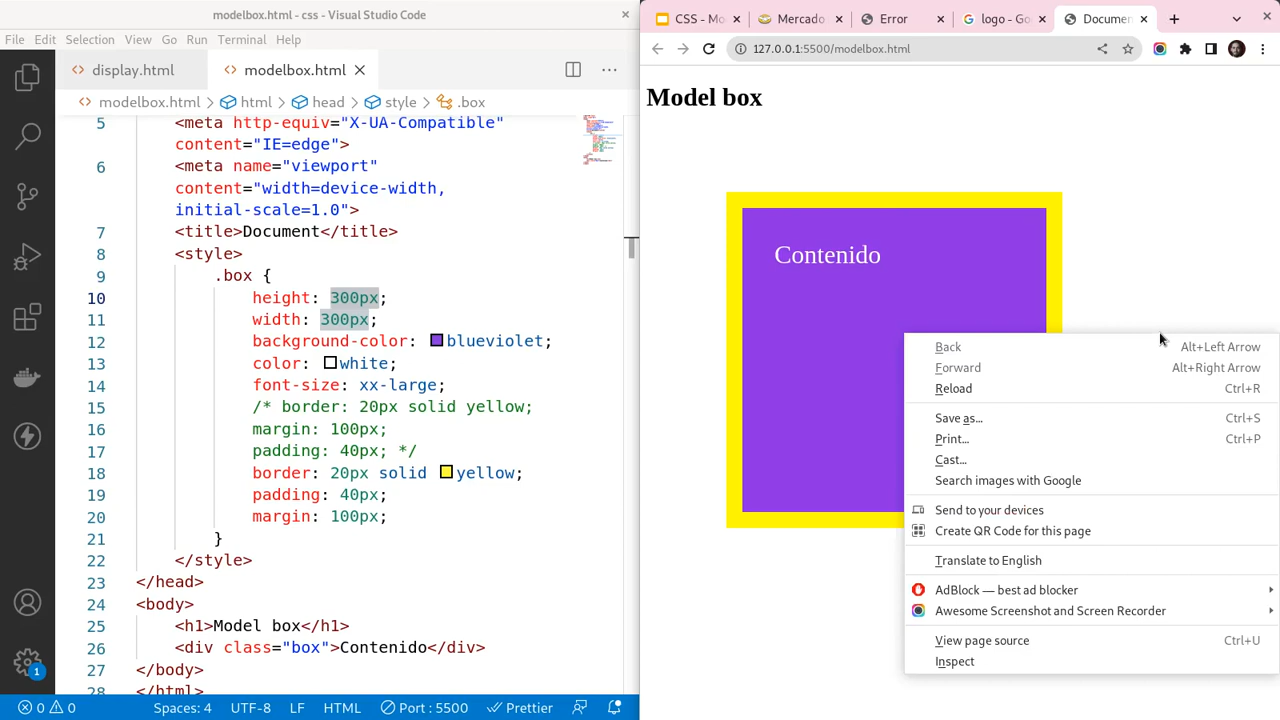 modelbox.html - css - Visual Studio Code
File Edit Selection View Go Run Terminal Help
display.html
modelbox.html
modelbox.html > html > head > style > .box
5 <meta http-equiv="X-UA-Compatible"
content="IE=edge">
6 <meta name="viewport"
content="width=device-width,
initial-scale=1.0">
7 <title>Document</title>
8 <style>
9 .box {
10 height: 300px;
11 width: 300px;
12 background-color: blueviolet;
13 color: white;
14 font-size: xx-large;
15 /* border: 20px solid yellow;
16 margin: 100px;
17 padding: 40px; */
18 border: 20px solid yellow;
19 padding: 40px;
20 margin: 100px;
21 }
22 </style>
23 </head>
24 <body>
25 <h1>Model box</h1>
26 <div class="box">Contenido</div>
27 </body>
28 </html>
1
0 0 Spaces: 4 UTF-8 LF HTML Port : 5500 Prettier
CSS - Mo
Mercado
Error
logo - Go
Documen
127.0.0.1:5500/modelbox.html
Model box
Contenido
Back Alt+Left Arrow
Forward Alt+Right Arrow
Reload Ctrl+R
Save as... Ctrl+S
Print... Ctrl+P
Cast...
Search images with Google
Send to your devices
Create QR Code for this page
Translate to English
AdBlock — best ad blocker
Awesome Screenshot and Screen Recorder
View page source Ctrl+U
Inspect